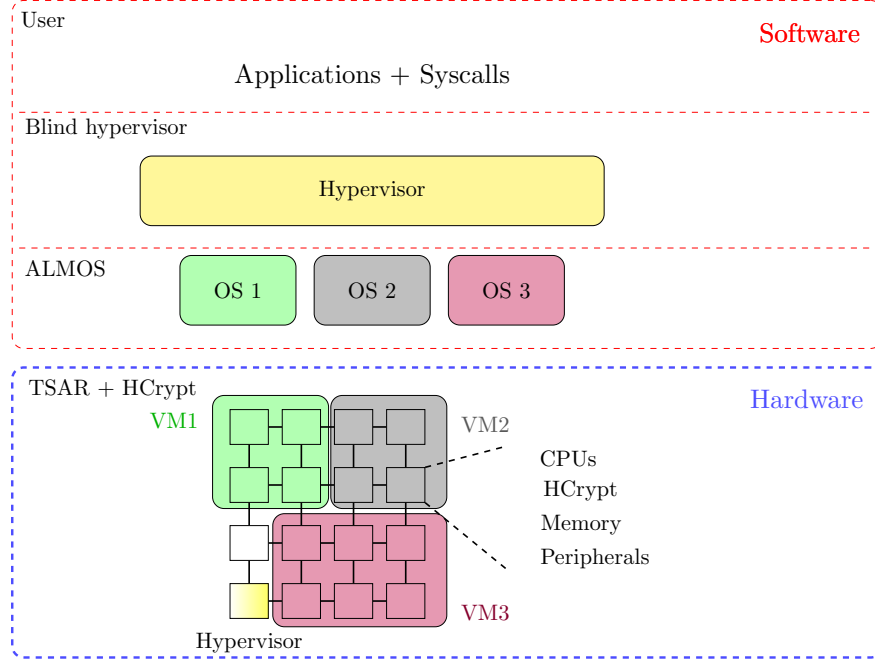 User
Software
Applications + Syscalls
Blind hypervisor
Hypervisor
ALMOS
OS 1
OS 2
OS 3
TSAR + HCrypt
Hardware
VM1
VM2
CPUs
HCrypt
Memory
Peripherals
VM3
Hypervisor